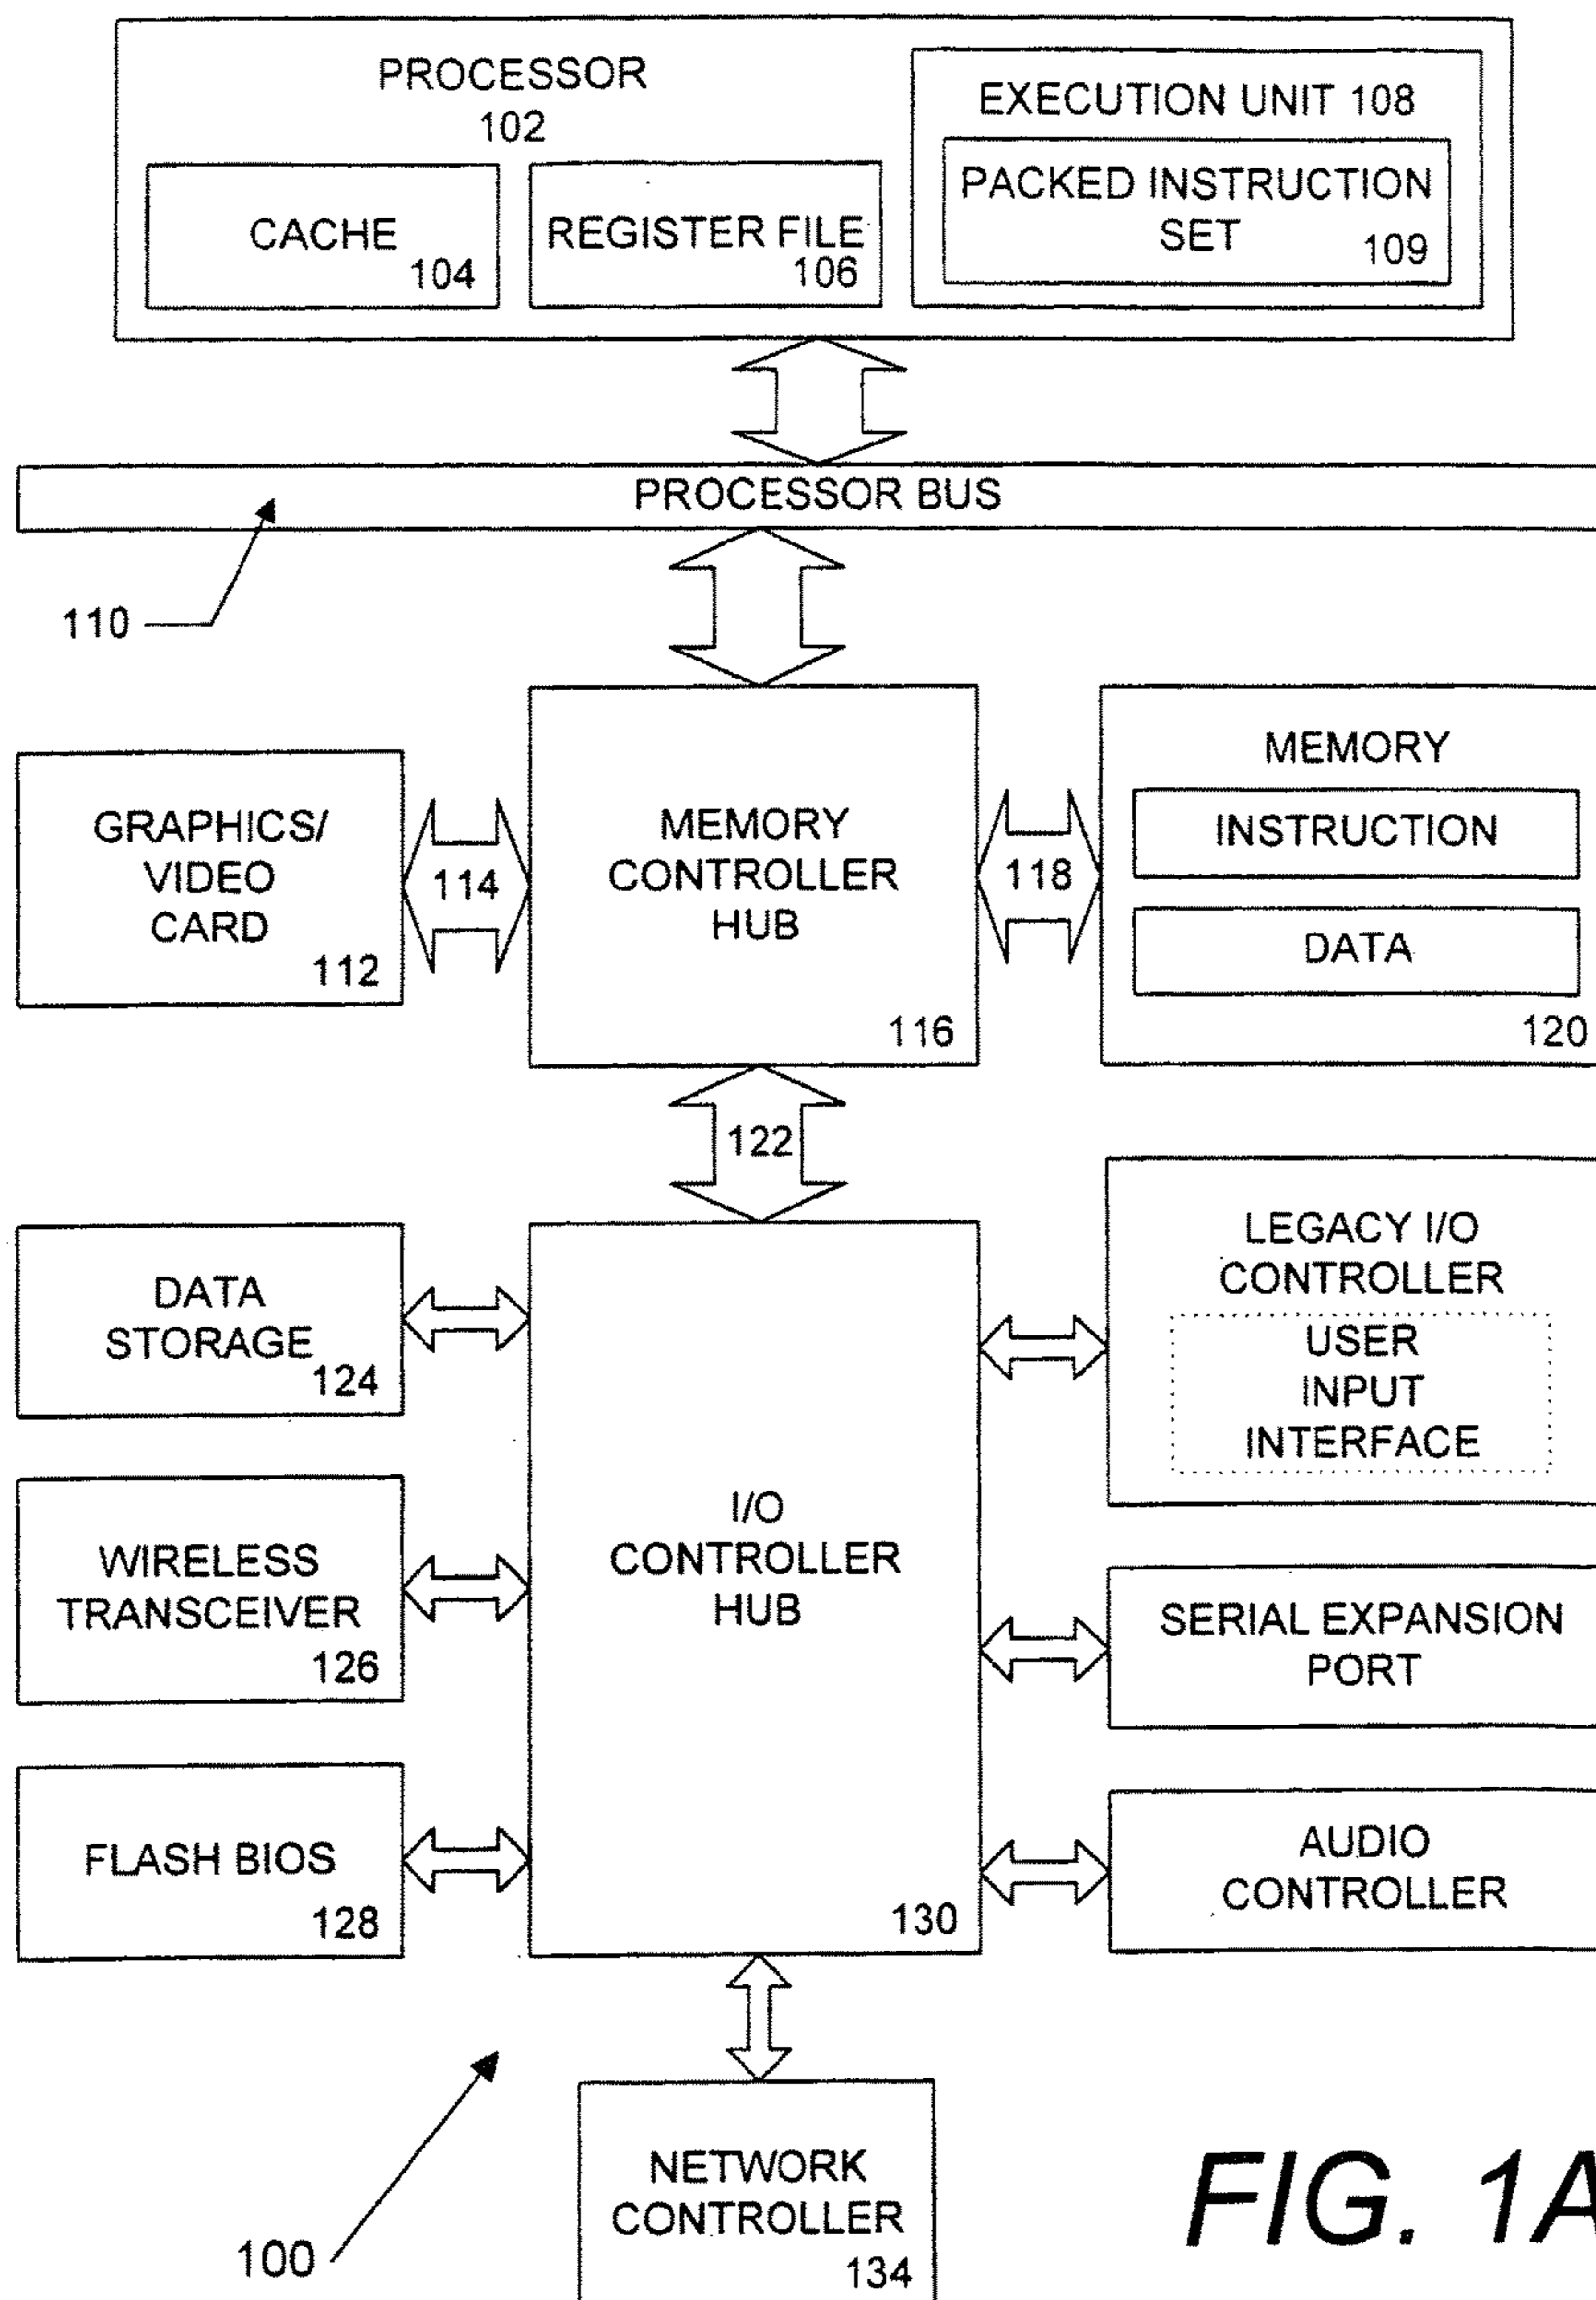 PROCESSOR
102
CACHE
104
REGISTER FILE
106
EXECUTION UNIT 108
PACKED INSTRUCTION
SET
109
PROCESSOR BUS
110
GRAPHICS/
VIDEO
CARD
112
114
MEMORY
CONTROLLER
HUB
116
118
MEMORY
INSTRUCTION
DATA
120
122
DATA
STORAGE
124
WIRELESS
TRANSCEIVER
126
FLASH BIOS
128
I/O
CONTROLLER
HUB
130
LEGACY I/O
CONTROLLER
USER
INPUT
INTERFACE
SERIAL EXPANSION
PORT
AUDIO
CONTROLLER
NETWORK
CONTROLLER
134
100
FIG. 1A